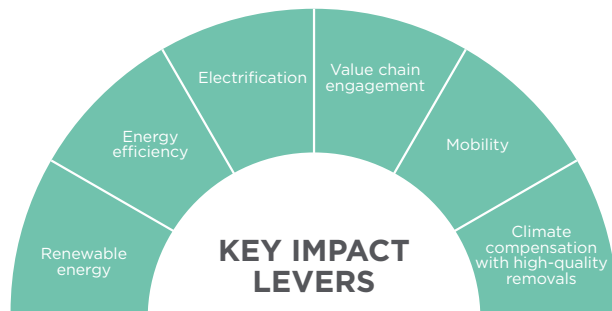 Renewable
energy
Energy
efficiency
Electrification
Value chain
engagement
Mobility
Climate
compensation
with high-quality
removals
KEY IMPACT
LEVERS